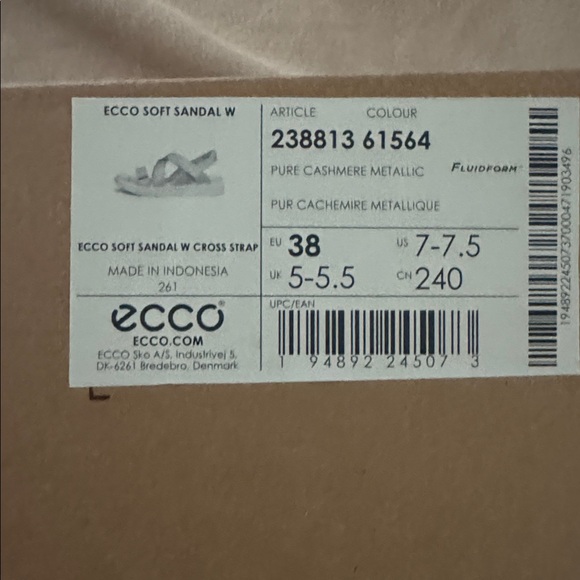 ECCO SOFT SANDAL W
ECCO SOFT SANDAL W CROSS STRAP
MADE IN INDONESIA
261
ecco®
ECCO.COM
ECCO Sko A/S, Industrivej 5,
DK-6261 Bredebro, Denmark
ARTICLE COLOUR
238813 61564
PURE CASHMERE METALLIC FLUIDFORM™
PUR CACHEMIRE METALLIQUE
EU 38 US 7-7.5
UK 5-5.5 CN 240
UPC/EAN
1 94892 24507 3
19489224507370000471903496